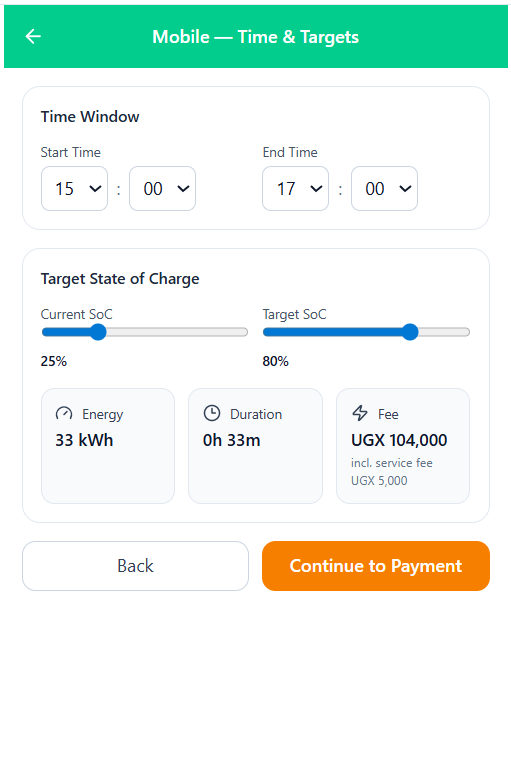 Mobile — Time & Targets
Time Window
Start Time
End Time
15 : 00
17 : 00
Target State of Charge
Current SoC
Target SoC
25%
80%
Energy
33 kWh
Duration
0h 33m
Fee
UGX 104,000
incl. service fee
UGX 5,000
Back
Continue to Payment